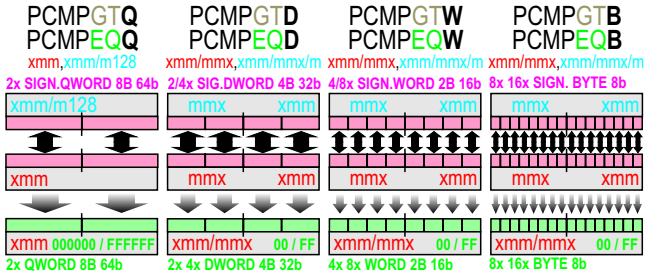 PCMPGTQ
PCMPEQQ
xmm,xmm/m128
2x SIGN.QWORD 8B 64b
xmm/m128
xmm
xmm 000000 / FFFFFF
2x QWORD 8B 64b
PCMPGTD
PCMPEQD
xmm/mmx,xmm/mmx/m
2/4x SIG.DWORD 4B 32b
mmx xmm
mmx xmm
xmm/mmx 00 / FF
2x 4x DWORD 4B 32b
PCMPGTW
PCMPEQW
xmm/mmx,xmm/mmx/m
4/8x SIGN.WORD 2B 16b
mmx xmm
mmx xmm
xmm/mmx 00 / FF
4x 8x WORD 2B 16b
PCMPGTB
PCMPEQB
xmm/mmx,xmm/mmx/m
8x 16x SIGN. BYTE 8b
mmx xmm
mmx xmm
xmm/mmx 00 / FF
8x 16x BYTE 8b